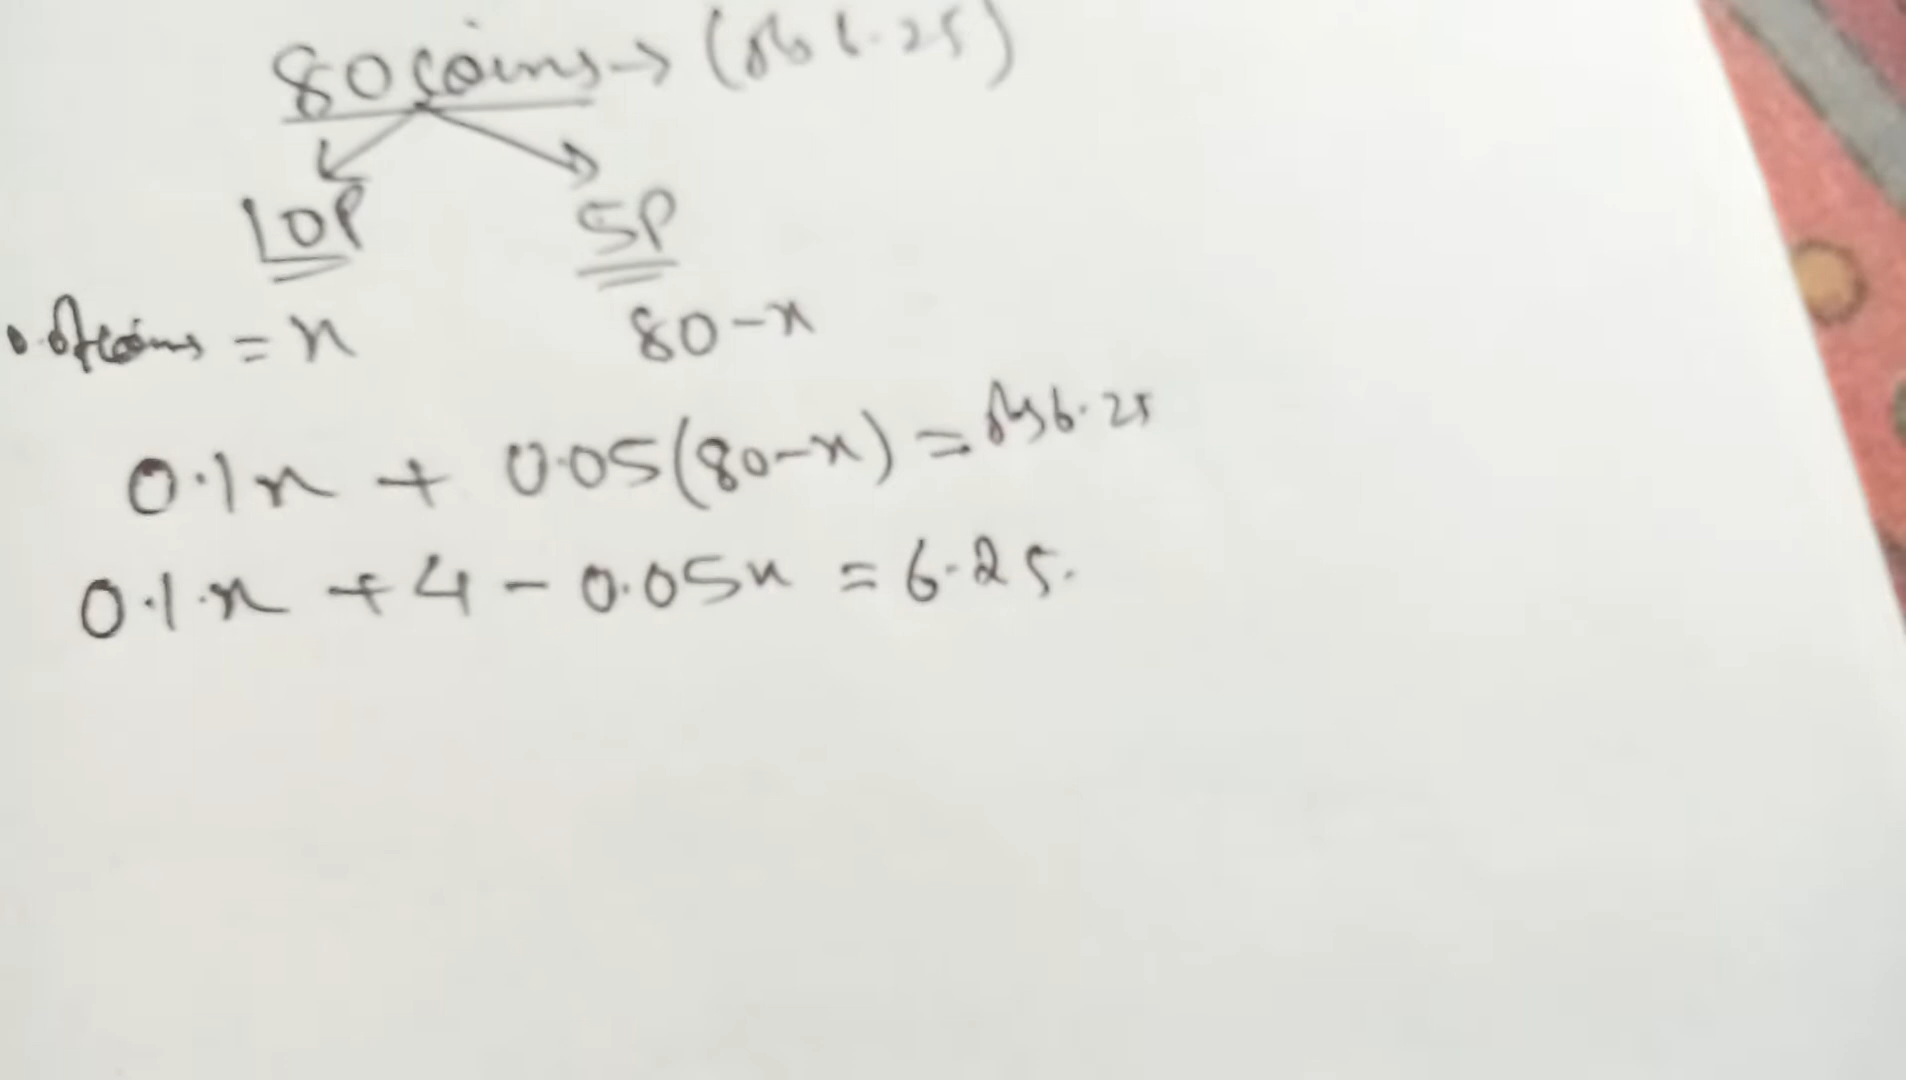 80 coins → (Rs 6.25)
10P 5P
of coins = x 80-x
0.1x + 0.05(80-x) = Rs 6.25
0.1x + 4 - 0.05x = 6.25.